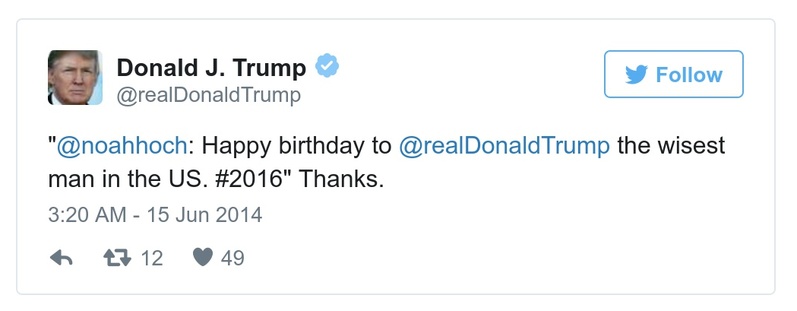 Donald J. Trump
@realDonaldTrump
Follow
"@noahhoch: Happy birthday to @realDonaldTrump the wisest
man in the US. #2016" Thanks.
3:20 AM - 15 Jun 2014
12 49